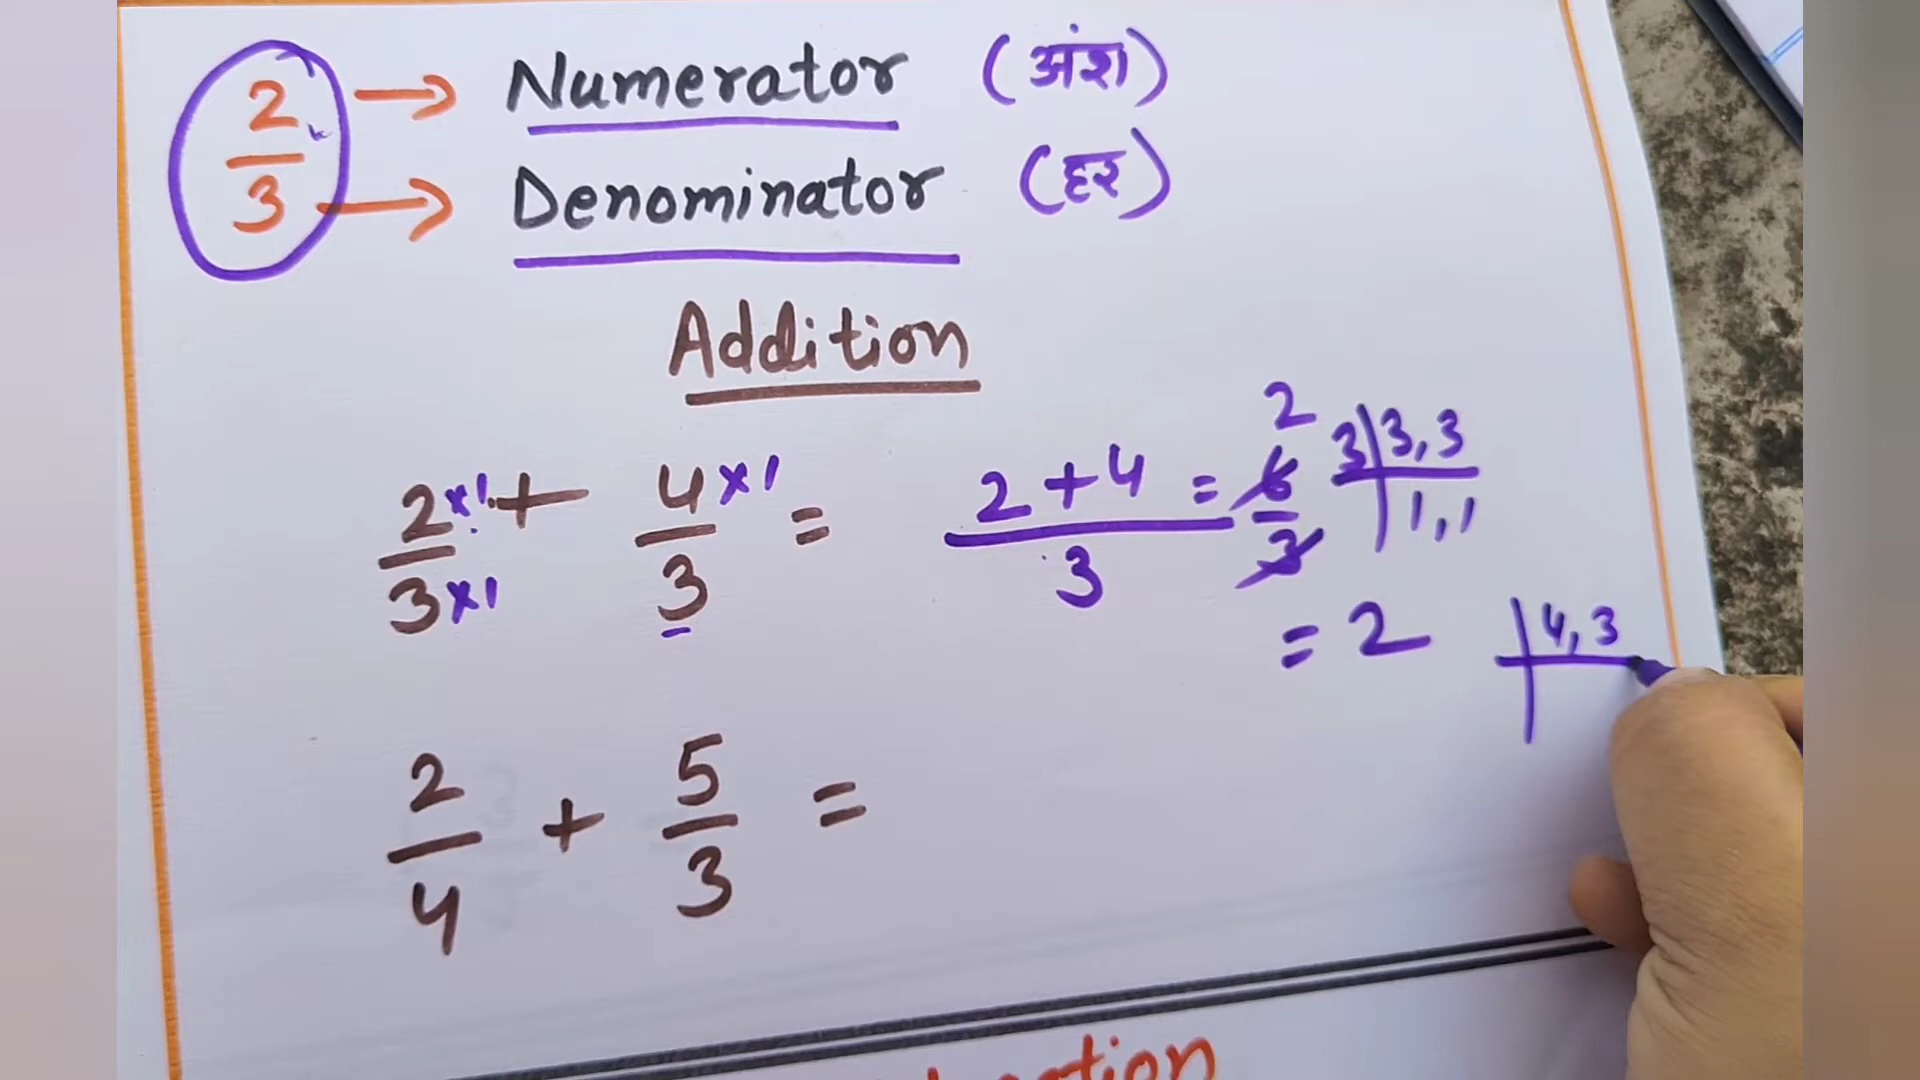 2/3 → Numerator (अंश)
→ Denominator (हर)
Addition
2×1/3×1 + 4×1/3 = 2+4/3 = 6/3 2
3|3, 3
1, 1
= 2
4, 3
2/4 + 5/3 =